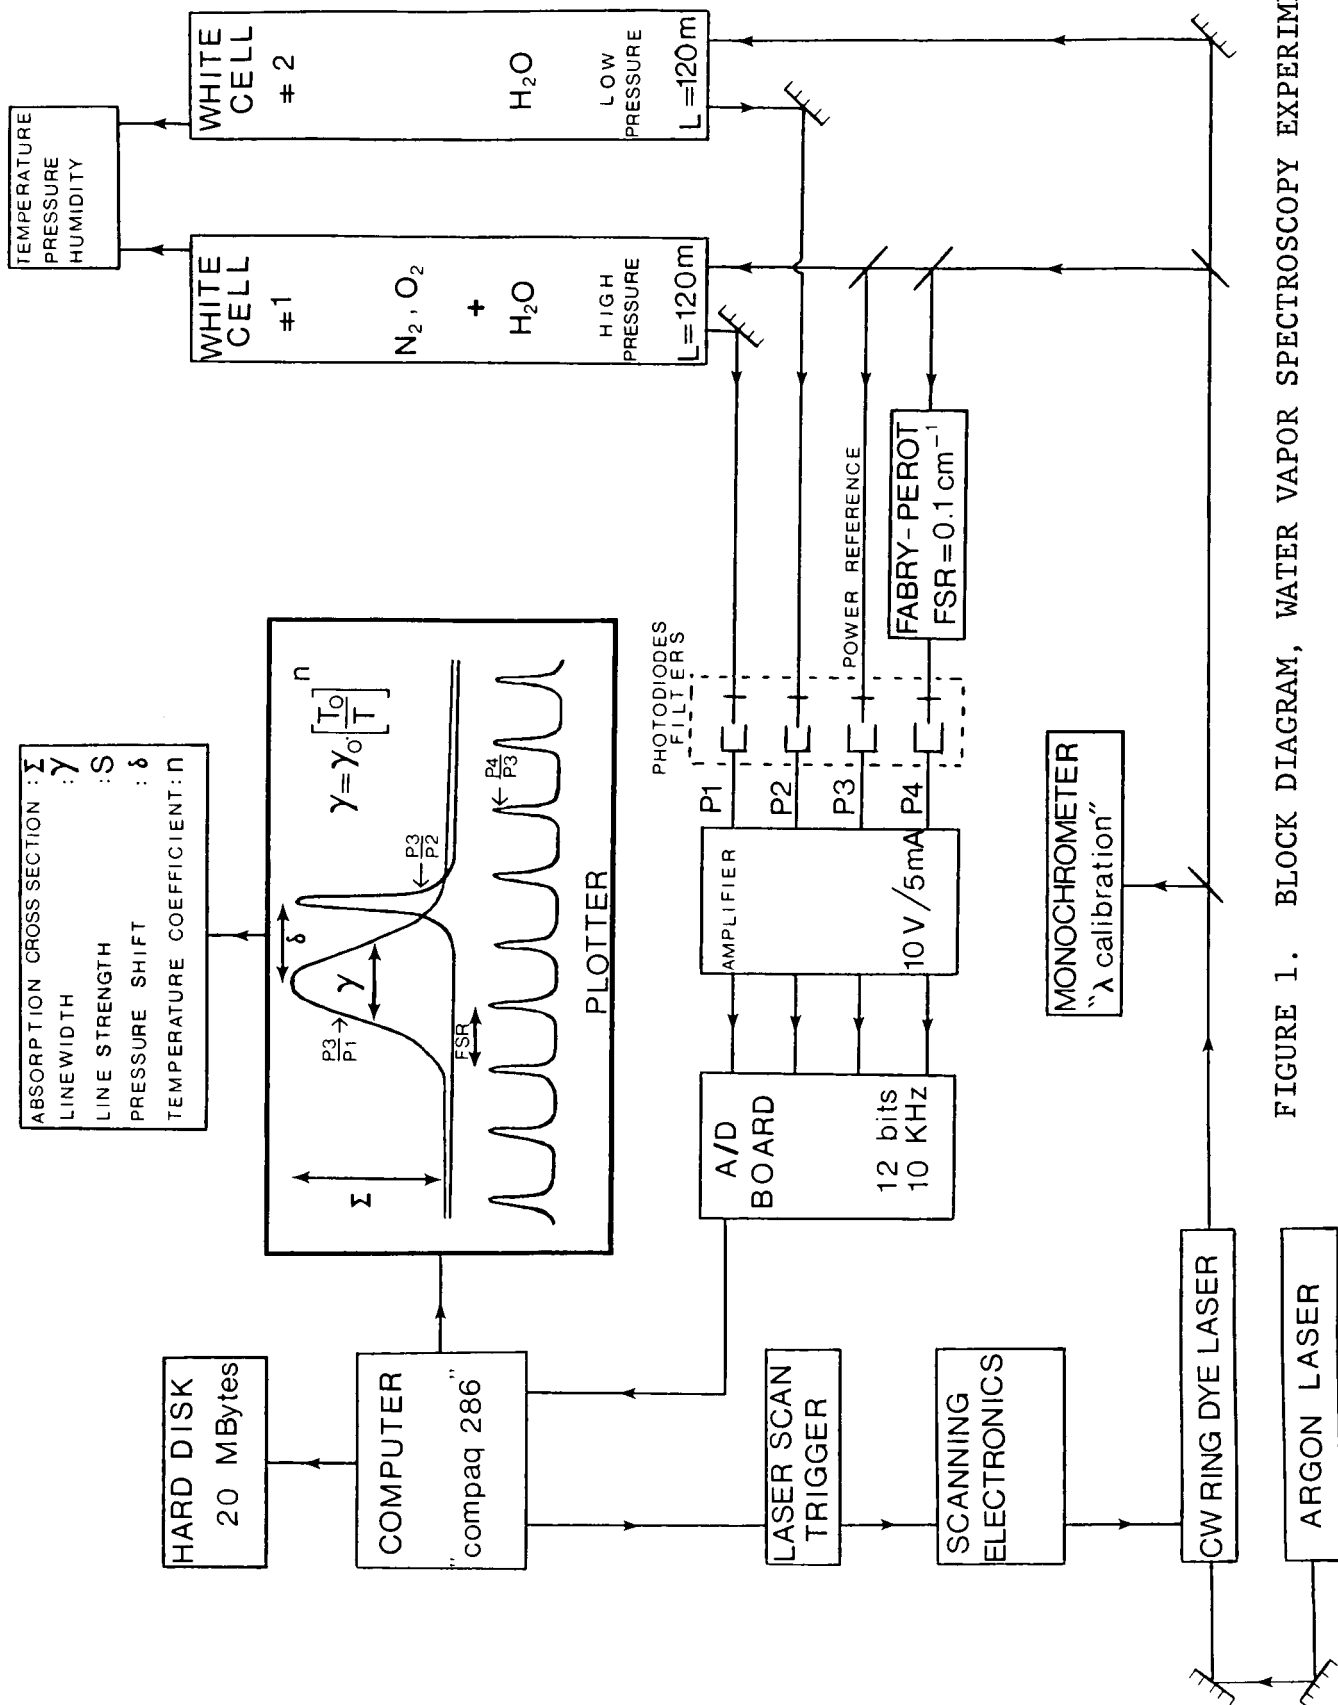 HARD DISK
20 MBytes
COMPUTER
"compaq 286"
LASER SCAN
TRIGGER
SCANNING
ELECTRONICS
CW RING DYE LASER
ARGON LASER
ABSORPTION CROSS SECTION : Σ
LINEWIDTH : γ
LINE STRENGTH : S
PRESSURE SHIFT : δ
TEMPERATURE COEFFICIENT : n
Σ
P3/P1
γ
δ
P3/P2
γ = γ₀·[T₀/T]ⁿ
FSR
P4/P3
PLOTTER
A/D
BOARD
12 bits
10 KHz
AMPLIFIER
10 V/5mA
P1
P2
P3
P4
PHOTODIODES
FILTERS
POWER REFERENCE
FABRY-PEROT
FSR = 0.1 cm⁻¹
MONOCHROMETER
"λ calibration"
WHITE
CELL
#1
N₂, O₂
+
H₂O
HIGH
PRESSURE
L = 120m
WHITE
CELL
#2
H₂O
LOW
PRESSURE
L = 120m
TEMPERATURE
PRESSURE
HUMIDITY
FIGURE 1. BLOCK DIAGRAM, WATER VAPOR SPECTROSCOPY